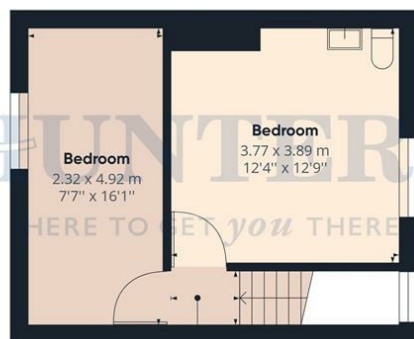 HUNTERS
HERE TO GET you THERE
Bedroom
2.32 x 4.92 m
7'7" x 16'1"
Bedroom
3.77 x 3.89 m
12'4" x 12'9"